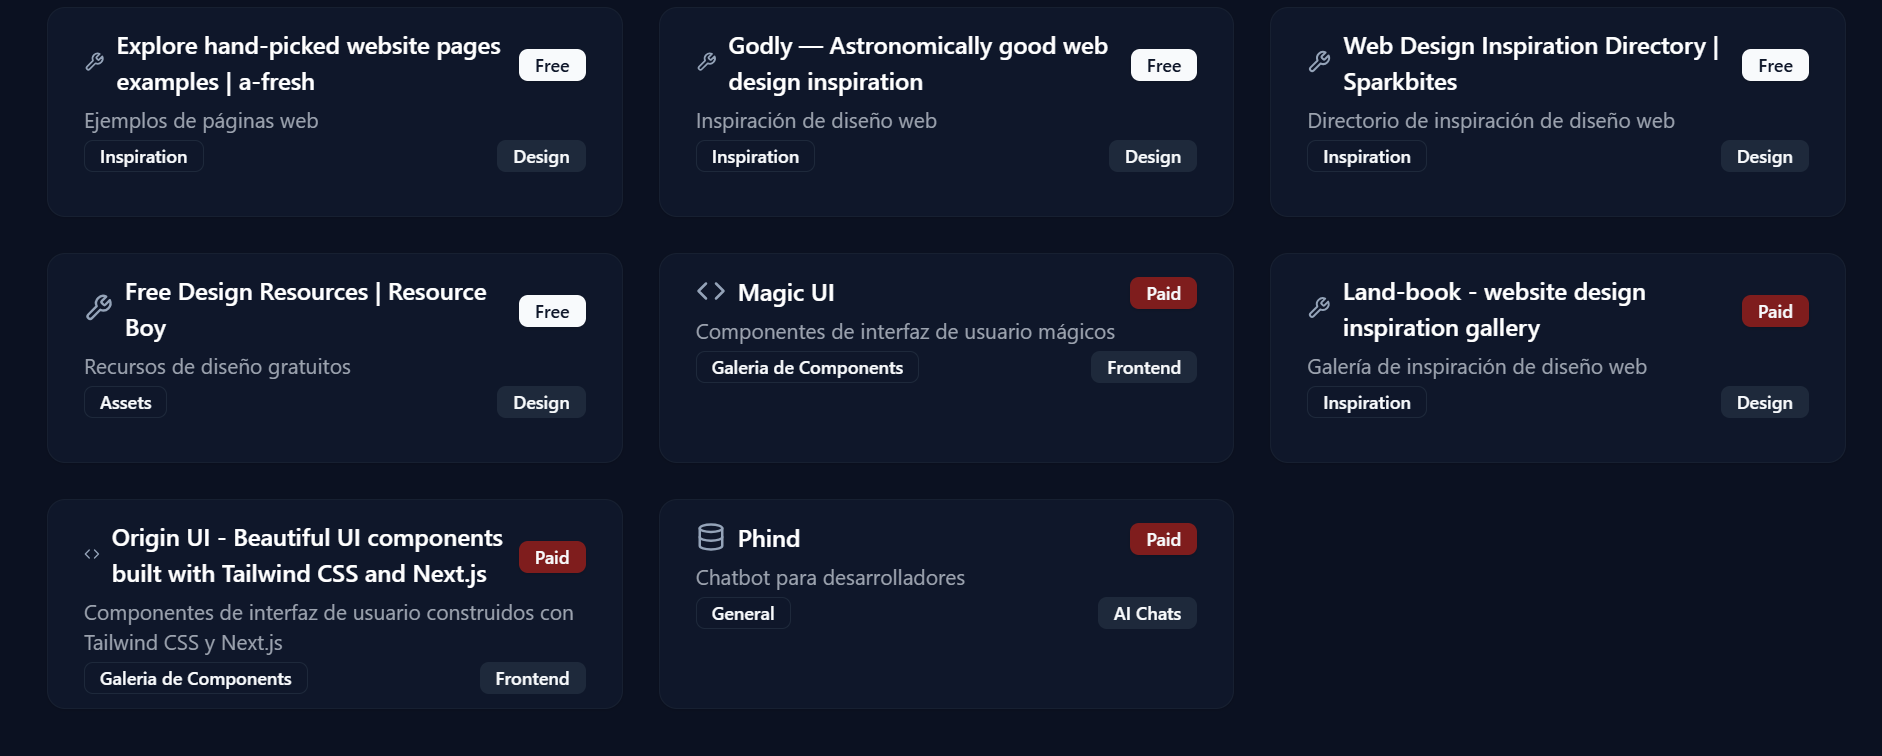 Explore hand-picked website pages
examples | a-fresh
Free
Ejemplos de páginas web
Inspiration
Design
Godly — Astronomically good web
design inspiration
Free
Inspiración de diseño web
Inspiration
Design
Web Design Inspiration Directory |
Sparkbites
Free
Directorio de inspiración de diseño web
Inspiration
Design
Free Design Resources | Resource
Boy
Free
Recursos de diseño gratuitos
Assets
Design
Magic UI
Paid
Componentes de interfaz de usuario mágicos
Galeria de Components
Frontend
Land-book - website design
inspiration gallery
Paid
Galería de inspiración de diseño web
Inspiration
Design
Origin UI - Beautiful UI components
built with Tailwind CSS and Next.js
Paid
Componentes de interfaz de usuario construidos con
Tailwind CSS y Next.js
Galeria de Components
Frontend
Phind
Paid
Chatbot para desarrolladores
General
AI Chats